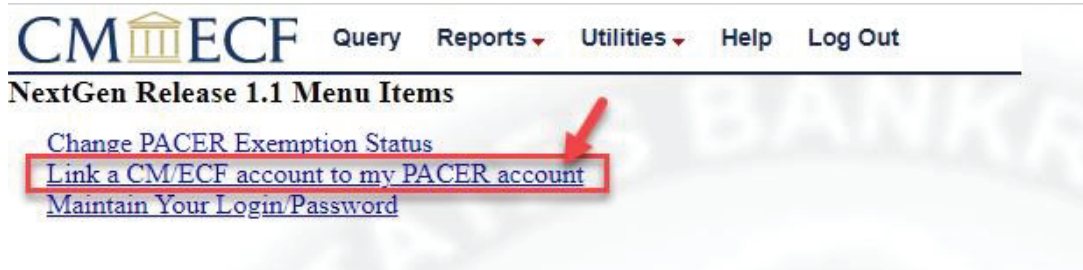 CM ECF Query Reports Utilities Help Log Out
NextGen Release 1.1 Menu Items
Change PACER Exemption Status
Link a CM/ECF account to my PACER account
Maintain Your Login/Password